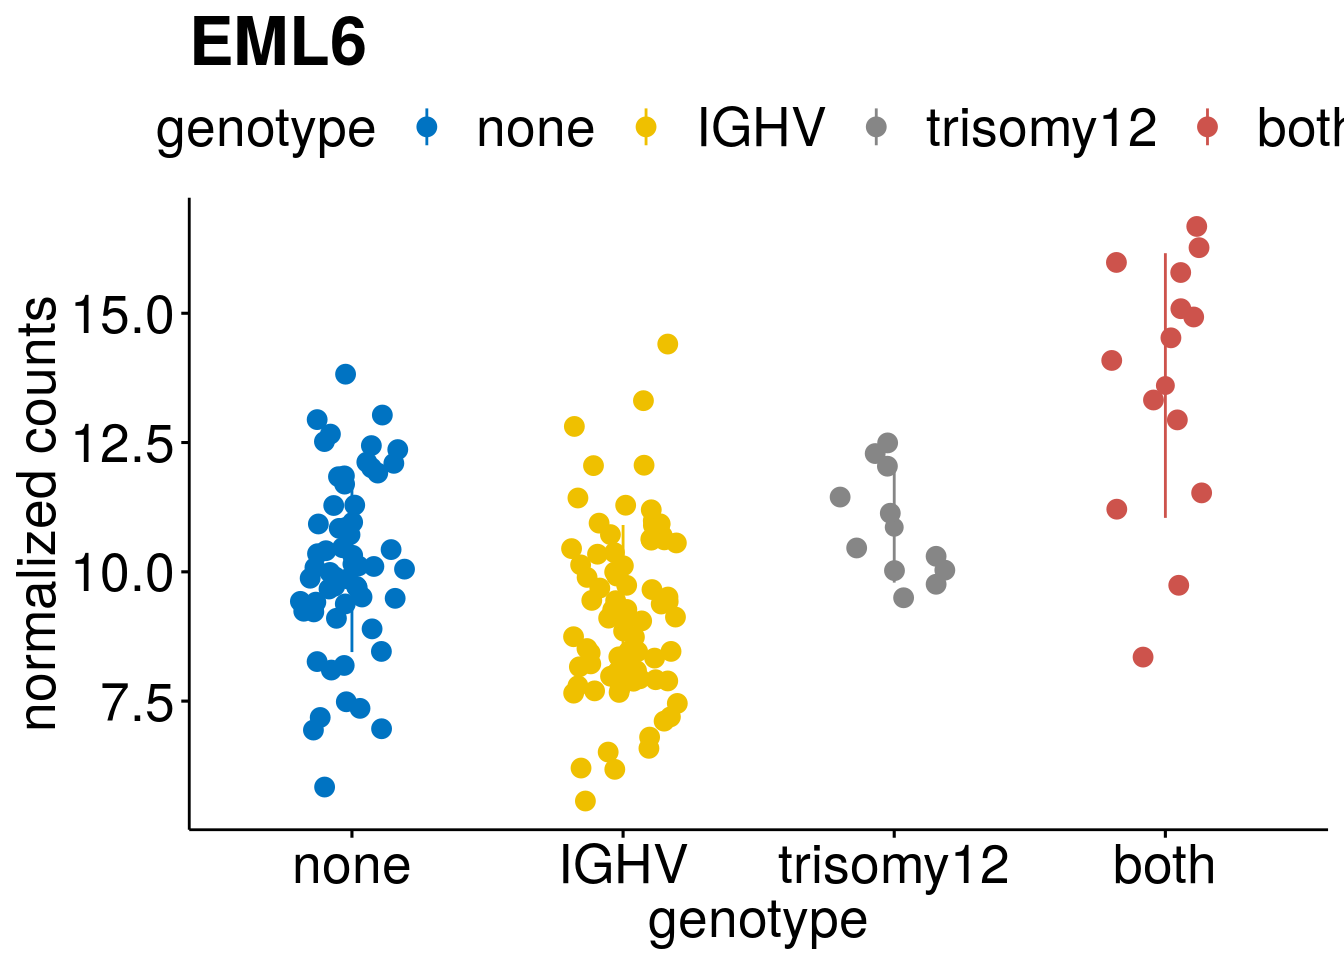 EML6
genotype none IGHV trisomy12 both
normalized counts
15.0
12.5
10.0
7.5
none IGHV trisomy12 both
genotype